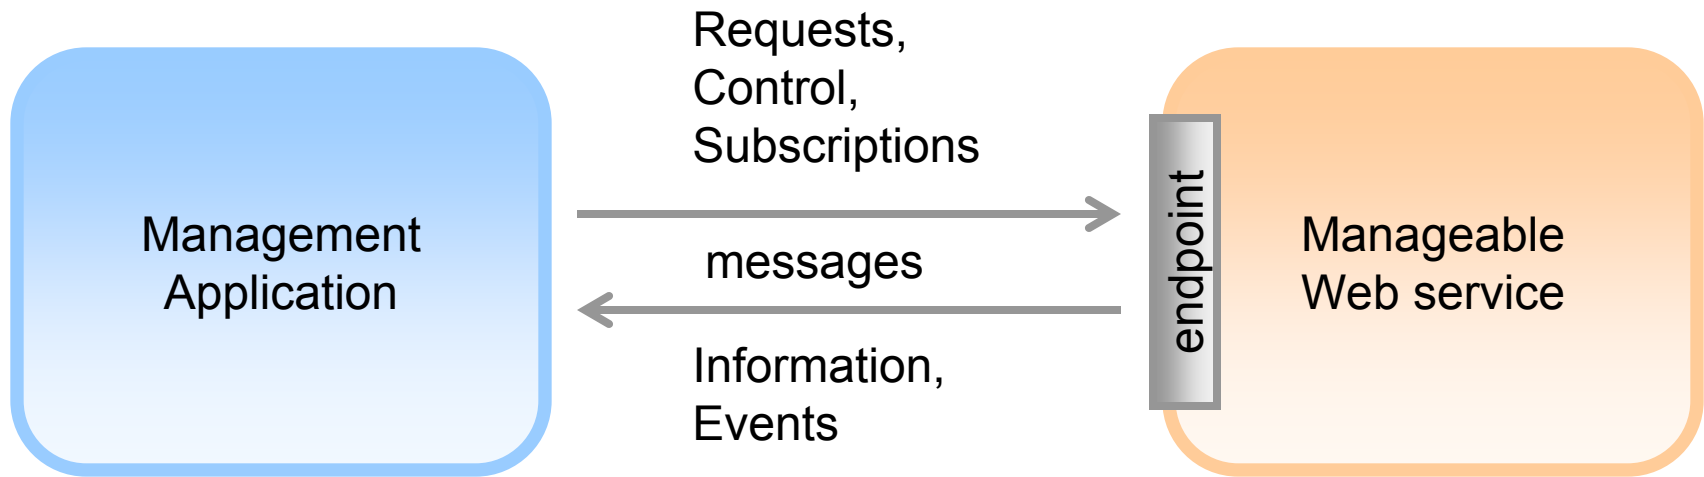 Requests,
Control,
Subscriptions
Management
Application
messages
endpoint
Manageable
Web service
Information,
Events